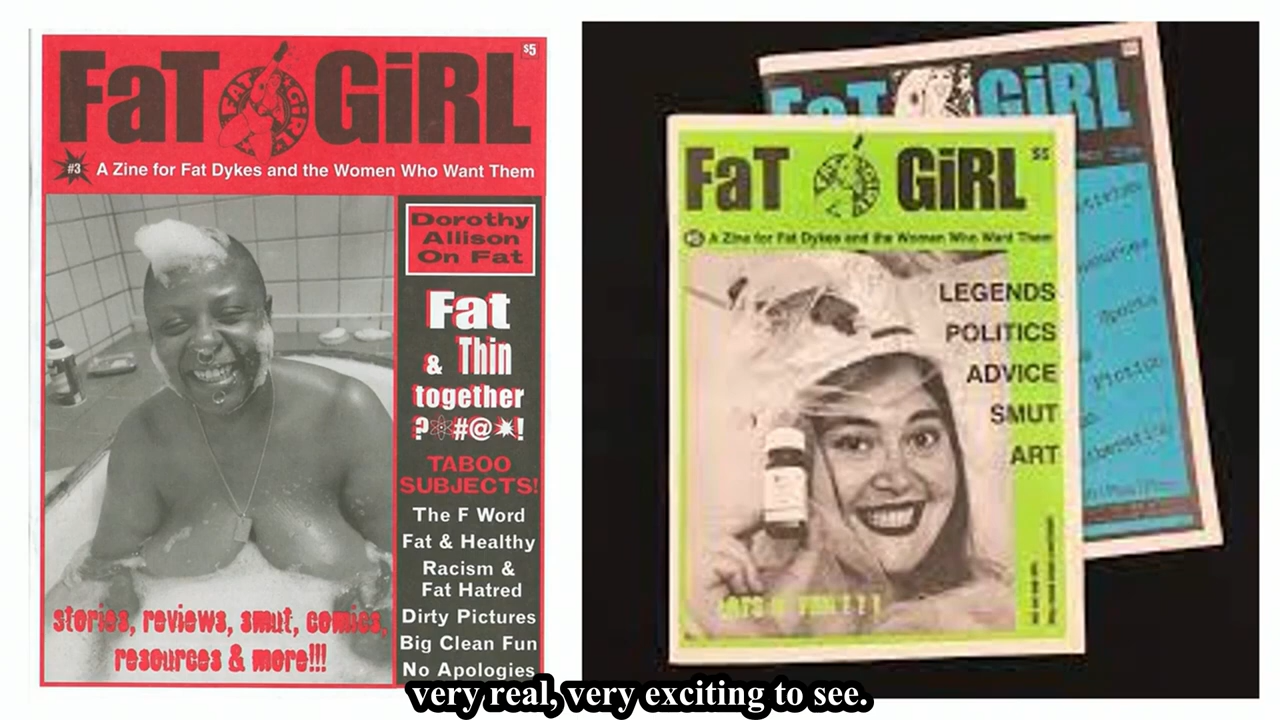 FaT GiRL
$5
FAT GIRL
#3 A Zine for Fat Dykes and the Women Who Want Them
Dorothy
Allison
On Fat
Fat
& Thin
together
?⚛#@✷!
TABOO
SUBJECTS!
The F Word
Fat & Healthy
Racism &
Fat Hatred
Dirty Pictures
Big Clean Fun
No Apologies
stories, reviews, smut, comics,
resources & more!!!
FaT GiRL
FaT GiRL
$5
A Zine for Fat Dykes and the Women Who Want Them
LEGENDS
POLITICS
ADVICE
SMUT
ART
very real, very exciting to see.